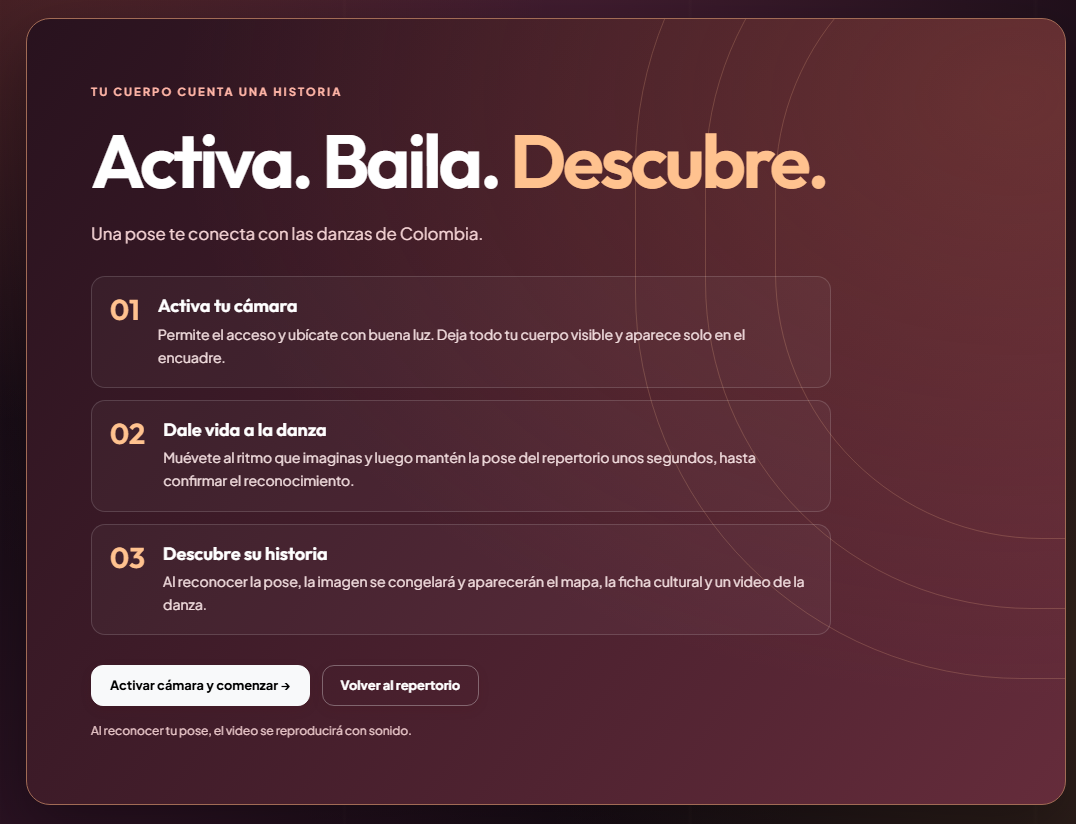 TU CUERPO CUENTA UNA HISTORIA
Activa. Baila. Descubre.
Una pose te conecta con las danzas de Colombia.
01 Activa tu cámara
Permite el acceso y ubícate con buena luz. Deja todo tu cuerpo visible y aparece solo en el
encuadre.
02 Dale vida a la danza
Muévete al ritmo que imaginas y luego mantén la pose del repertorio unos segundos, hasta
confirmar el reconocimiento.
03 Descubre su historia
Al reconocer la pose, la imagen se congelará y aparecerán el mapa, la ficha cultural y un video de la
danza.
Activar cámara y comenzar → Volver al repertorio
Al reconocer tu pose, el video se reproducirá con sonido.